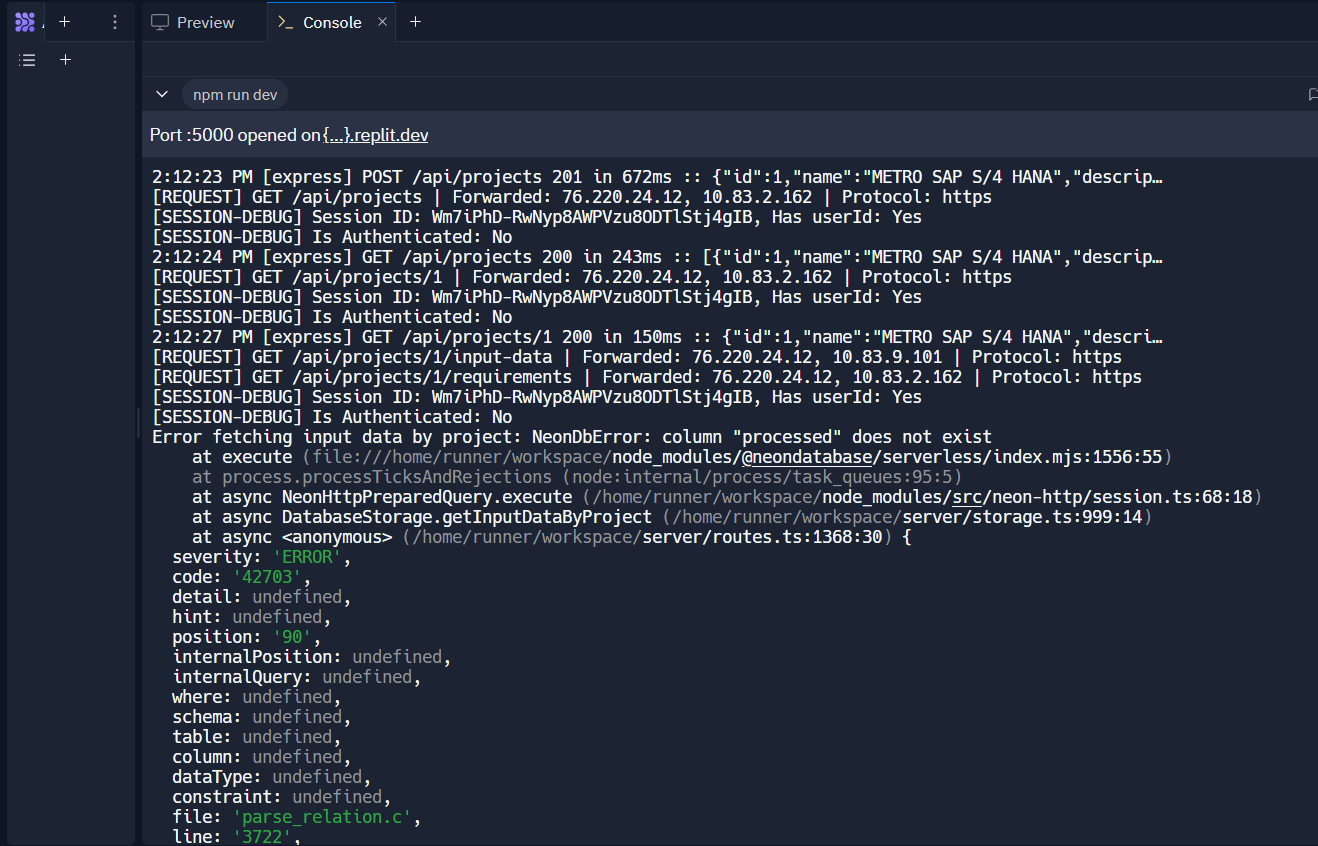 Preview
Console
npm run dev
Port :5000 opened on {...}.replit.dev
2:12:23 PM [express] POST /api/projects 201 in 672ms :: {"id":1,"name":"METRO SAP S/4 HANA","descrip…
[REQUEST] GET /api/projects | Forwarded: 76.220.24.12, 10.83.2.162 | Protocol: https
[SESSION-DEBUG] Session ID: Wm7iPhD-RwNyp8AWPVzu8ODTlStj4gIB, Has userId: Yes
[SESSION-DEBUG] Is Authenticated: No
2:12:24 PM [express] GET /api/projects 200 in 243ms :: [{"id":1,"name":"METRO SAP S/4 HANA","descrip…
[REQUEST] GET /api/projects/1 | Forwarded: 76.220.24.12, 10.83.2.162 | Protocol: https
[SESSION-DEBUG] Session ID: Wm7iPhD-RwNyp8AWPVzu8ODTlStj4gIB, Has userId: Yes
[SESSION-DEBUG] Is Authenticated: No
2:12:27 PM [express] GET /api/projects/1 200 in 150ms :: {"id":1,"name":"METRO SAP S/4 HANA","descri…
[REQUEST] GET /api/projects/1/input-data | Forwarded: 76.220.24.12, 10.83.9.101 | Protocol: https
[REQUEST] GET /api/projects/1/requirements | Forwarded: 76.220.24.12, 10.83.2.162 | Protocol: https
[SESSION-DEBUG] Session ID: Wm7iPhD-RwNyp8AWPVzu8ODTlStj4gIB, Has userId: Yes
[SESSION-DEBUG] Is Authenticated: No
Error fetching input data by project: NeonDbError: column "processed" does not exist
at execute (file:///home/runner/workspace/node_modules/@neondatabase/serverless/index.mjs:1556:55)
at process.processTicksAndRejections (node:internal/process/task_queues:95:5)
at async NeonHttpPreparedQuery.execute (/home/runner/workspace/node_modules/src/neon-http/session.ts:68:18)
at async DatabaseStorage.getInputDataByProject (/home/runner/workspace/server/storage.ts:999:14)
at async <anonymous> (/home/runner/workspace/server/routes.ts:1368:30) {
severity: 'ERROR',
code: '42703',
detail: undefined,
hint: undefined,
position: '90',
internalPosition: undefined,
internalQuery: undefined,
where: undefined,
schema: undefined,
table: undefined,
column: undefined,
dataType: undefined,
constraint: undefined,
file: 'parse_relation.c',
line: '3722',